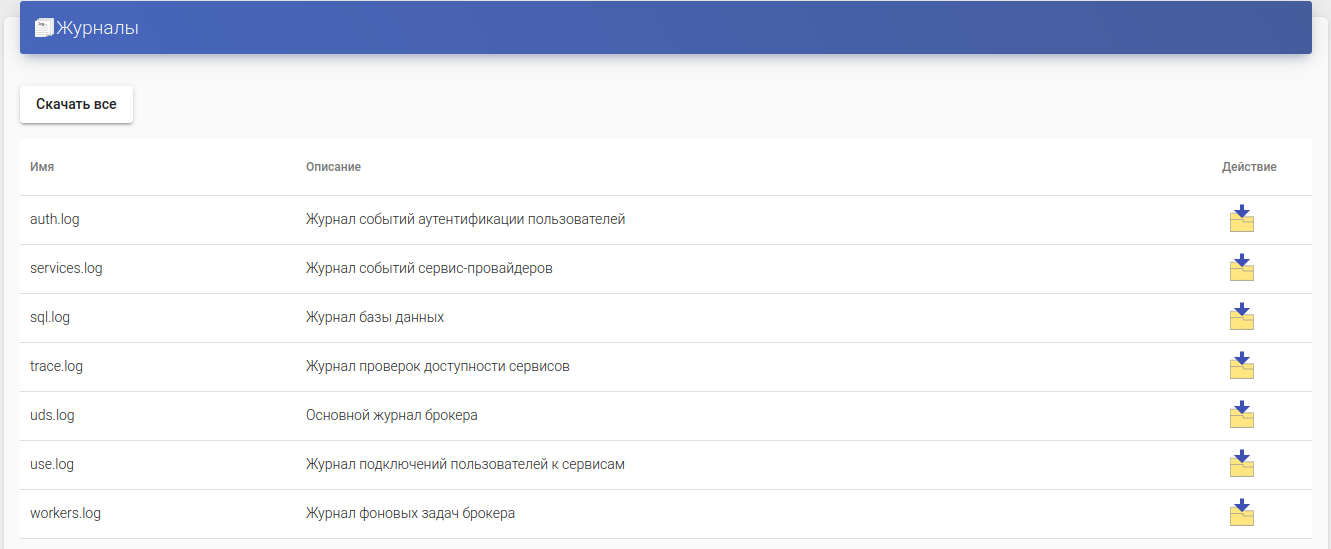 Журналы
Скачать все
Имя Описание Действие
auth.log Журнал событий аутентификации пользователей
services.log Журнал событий сервис-провайдеров
sql.log Журнал базы данных
trace.log Журнал проверок доступности сервисов
uds.log Основной журнал брокера
use.log Журнал подключений пользователей к сервисам
workers.log Журнал фоновых задач брокера